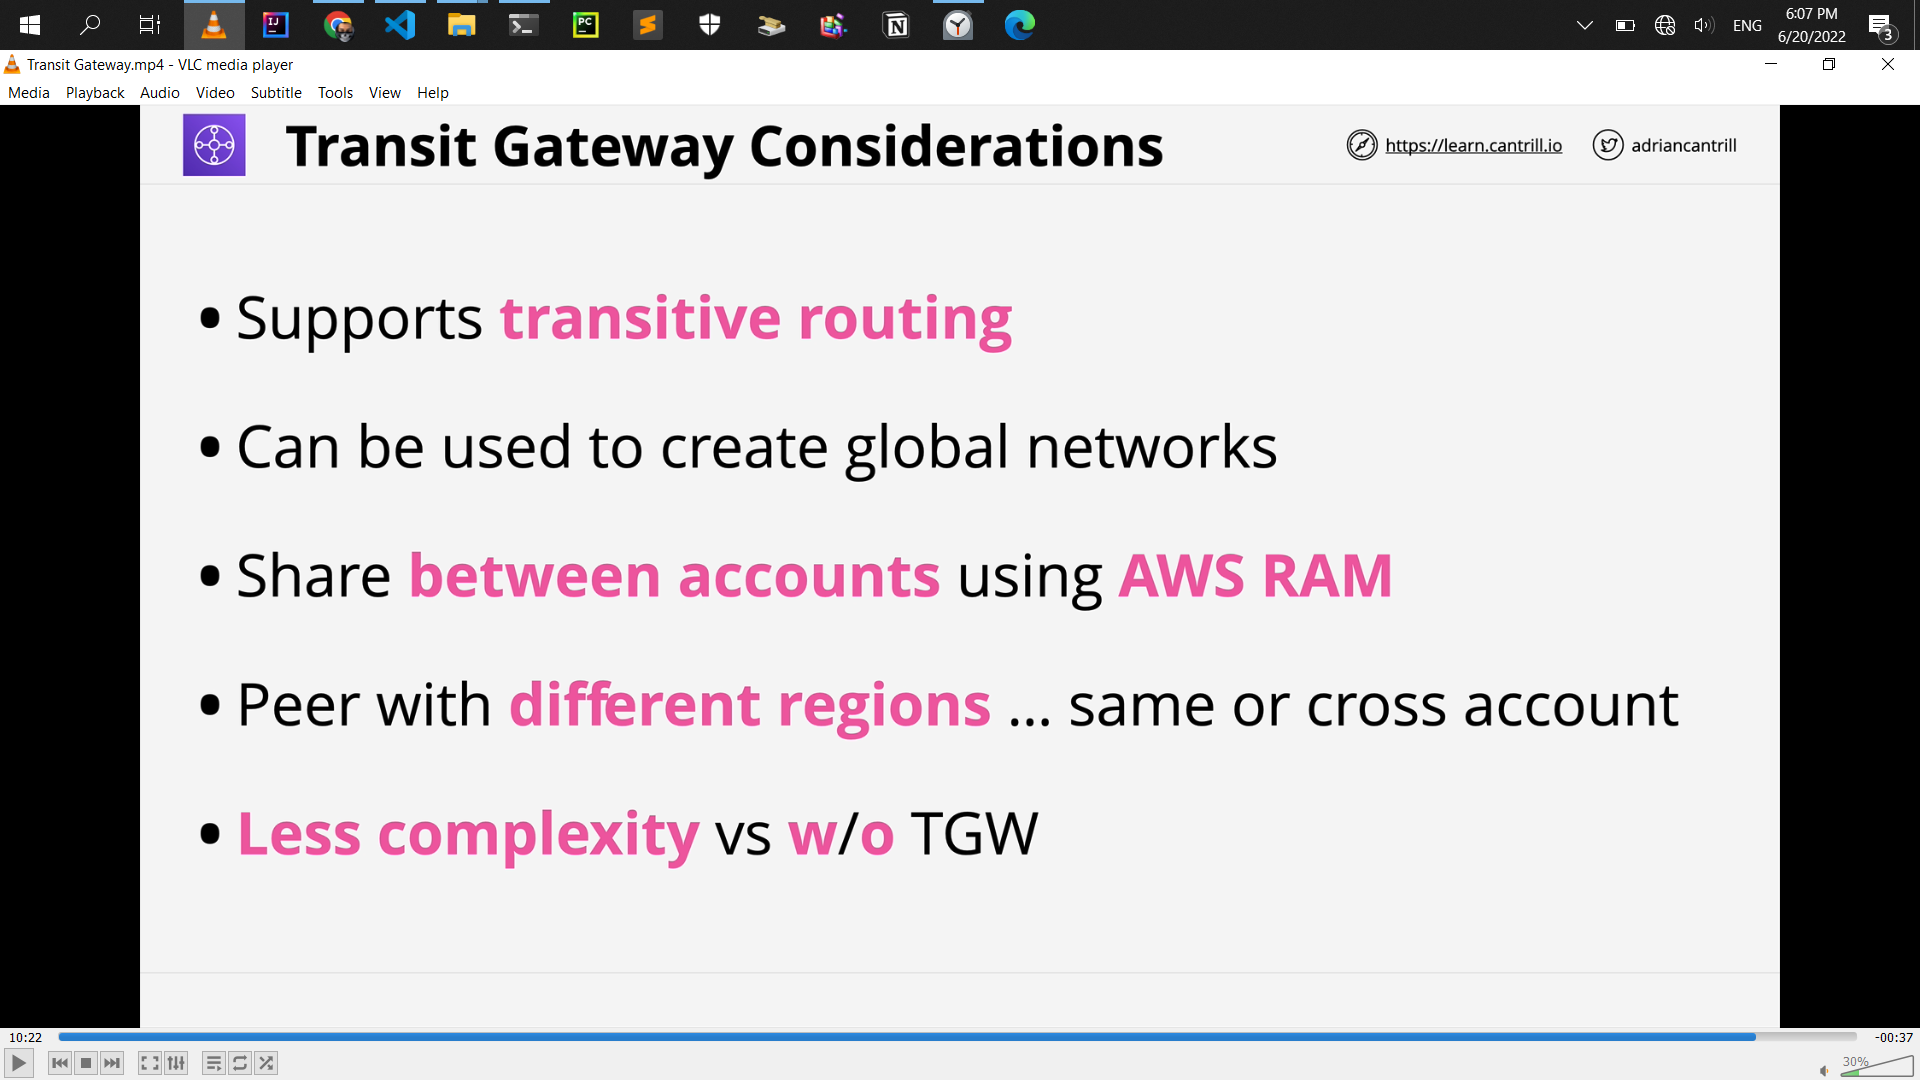 IJ
PC
N
ENG
6:07 PM
6/20/2022
3
Transit Gateway.mp4 - VLC media player
Media Playback Audio Video Subtitle Tools View Help
Transit Gateway Considerations
https://learn.cantrill.io
adriancantrill
• Supports transitive routing
• Can be used to create global networks
• Share between accounts using AWS RAM
• Peer with different regions ... same or cross account
• Less complexity vs w/o TGW
10:22
-00:37
30%